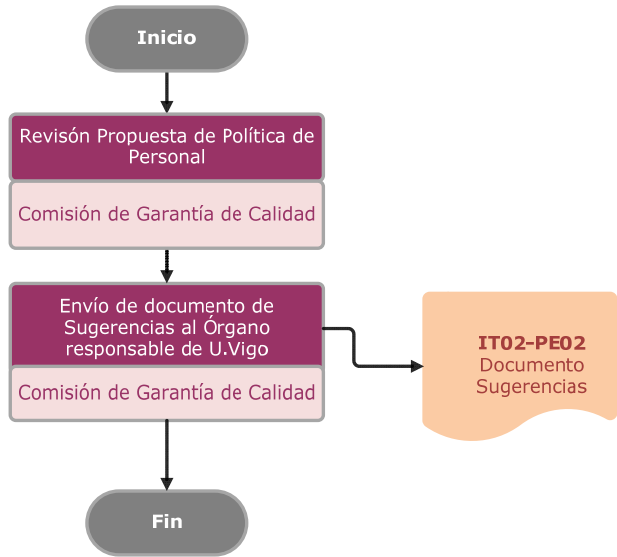 Inicio
Revisón Propuesta de Política de
Personal
Comisión de Garantía de Calidad
Envío de documento de
Sugerencias al Órgano
responsable de U.Vigo
Comisión de Garantía de Calidad
IT02-PE02
Documento
Sugerencias
Fin